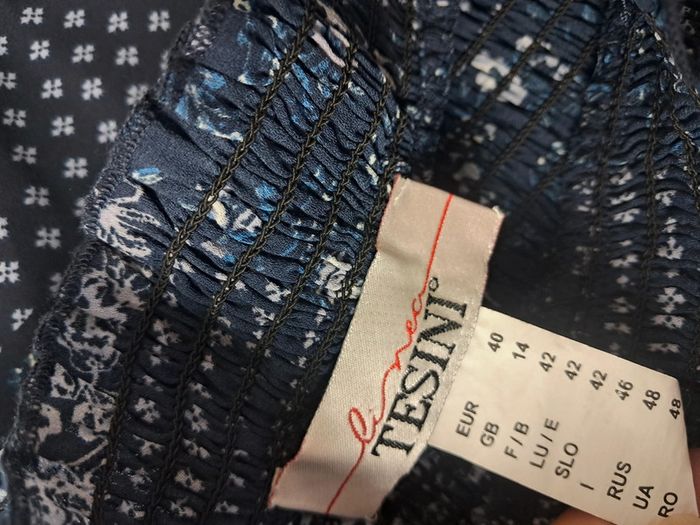 linea
TESINI ®
EUR 40
GB 14
F / B 42
LU / E 42
SLO 42
I 46
RUS 48
UA 48
RO